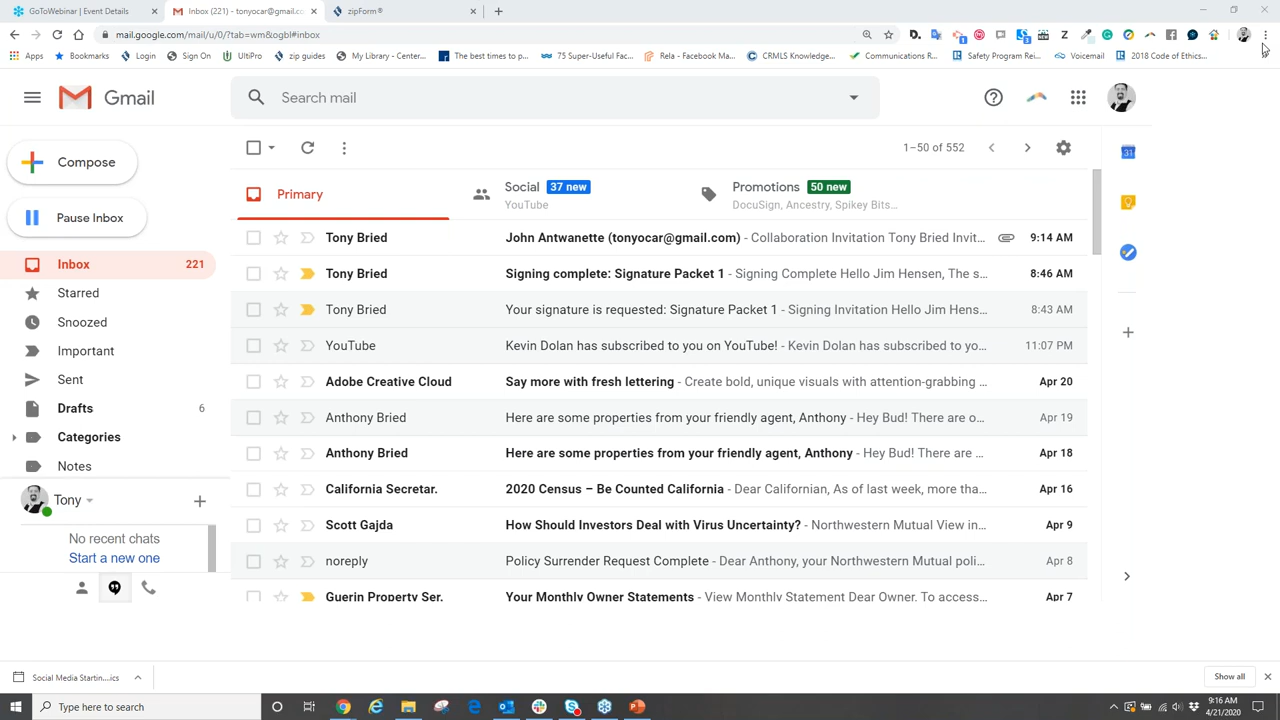 GoToWebinar | Event Details
Inbox (221) - tonyocar@gmail.co
zipForm®
mail.google.com/mail/u/0/?tab=wm&ogbl#inbox
Apps
Bookmarks
Login
Sign On
UltiPro
zip guides
My Library - Center...
The best times to p...
75 Super-Useful Fac...
Rela - Facebook Ma...
CRMLS Knowledge...
Communications R...
Safety Program Rei...
Voicemail
2018 Code of Ethics...
Gmail
Search mail
Compose
1–50 of 552
Pause Inbox
Primary
Social 37 new
YouTube
Promotions 50 new
DocuSign, Ancestry, Spikey Bits...
Inbox 221
Starred
Snoozed
Important
Sent
Drafts 6
Categories
Notes
Tony Bried John Antwanette (tonyocar@gmail.com) - Collaboration Invitation Tony Bried Invit... 9:14 AM
Tony Bried Signing complete: Signature Packet 1 - Signing Complete Hello Jim Hensen, The s... 8:46 AM
Tony Bried Your signature is requested: Signature Packet 1 - Signing Invitation Hello Jim Hens... 8:43 AM
YouTube Kevin Dolan has subscribed to you on YouTube! - Kevin Dolan has subscribed to yo... 11:07 PM
Adobe Creative Cloud Say more with fresh lettering - Create bold, unique visuals with attention-grabbing ... Apr 20
Anthony Bried Here are some properties from your friendly agent, Anthony - Hey Bud! There are o... Apr 19
Anthony Bried Here are some properties from your friendly agent, Anthony - Hey Bud! There are ... Apr 18
California Secretar. 2020 Census – Be Counted California - Dear Californian, As of last week, more tha... Apr 16
Scott Gajda How Should Investors Deal with Virus Uncertainty? - Northwestern Mutual View in... Apr 9
noreply Policy Surrender Request Complete - Dear Anthony, your Northwestern Mutual poli... Apr 8
Guerin Property Ser. Your Monthly Owner Statements - View Monthly Statement Dear Owner, To access... Apr 7
Tony
No recent chats
Start a new one
Social Media Startin....ics
Show all
Type here to search
9:16 AM
4/21/2020